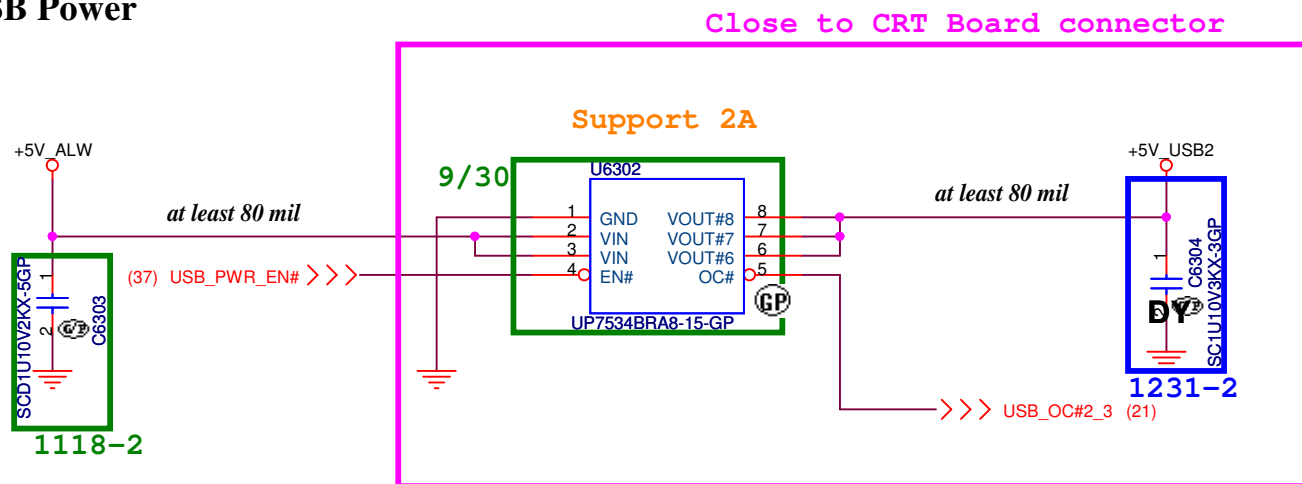 SB Power
Close to CRT Board connector
Support 2A
+5V_ALW
+5V_USB2
9/30
U6302
at least 80 mil
at least 80 mil
1 GND VOUT#8 8
2 VIN VOUT#7 7
3 VIN VOUT#6 6
4 EN# OC# 5
(37) USB_PWR_EN#
GP
UP7534BRA8-15-GP
SCD1U10V2KX-5GP
1
2
G/P
C6303
1118-2
1
2
C6304
SC1U10V3KX-3GP
DY
G/P
1231-2
USB_OC#2_3 (21)